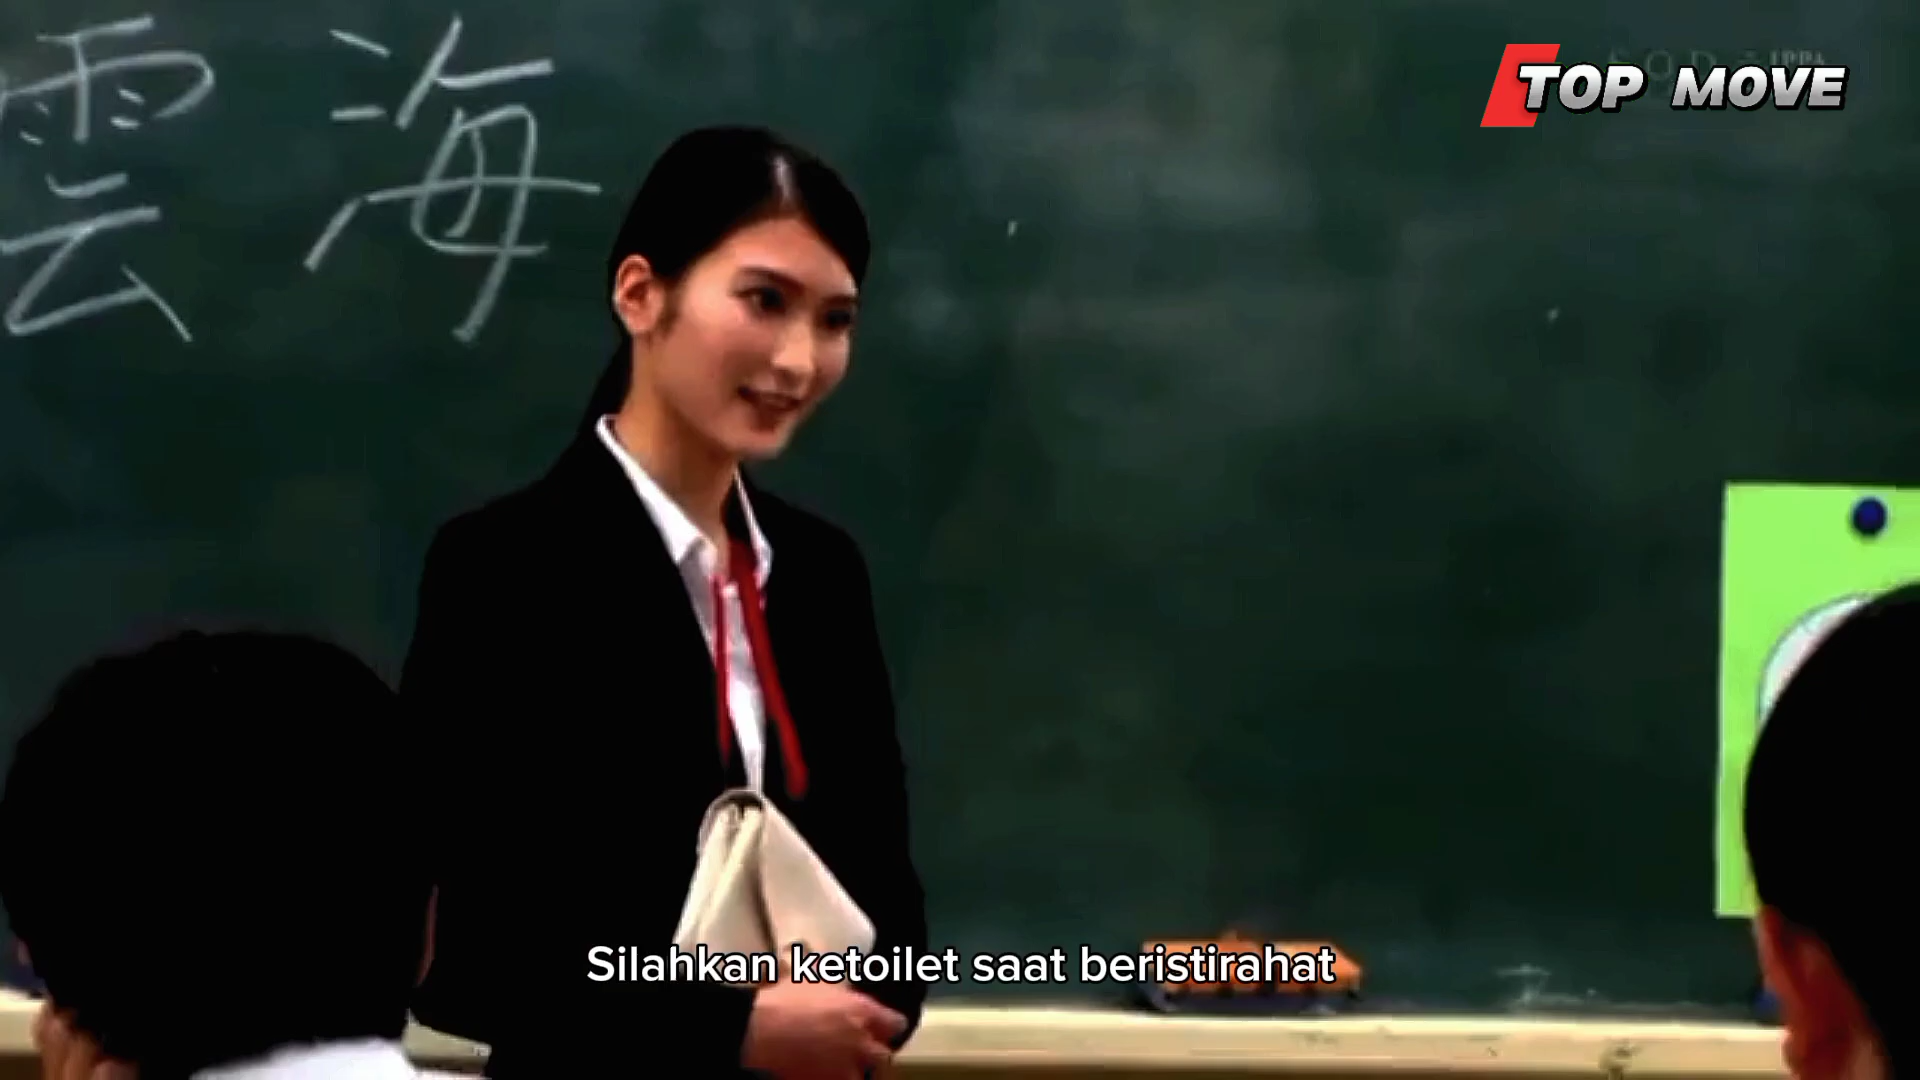 雲海
TOP MOVE
Silahkan ketoilet saat beristirahat